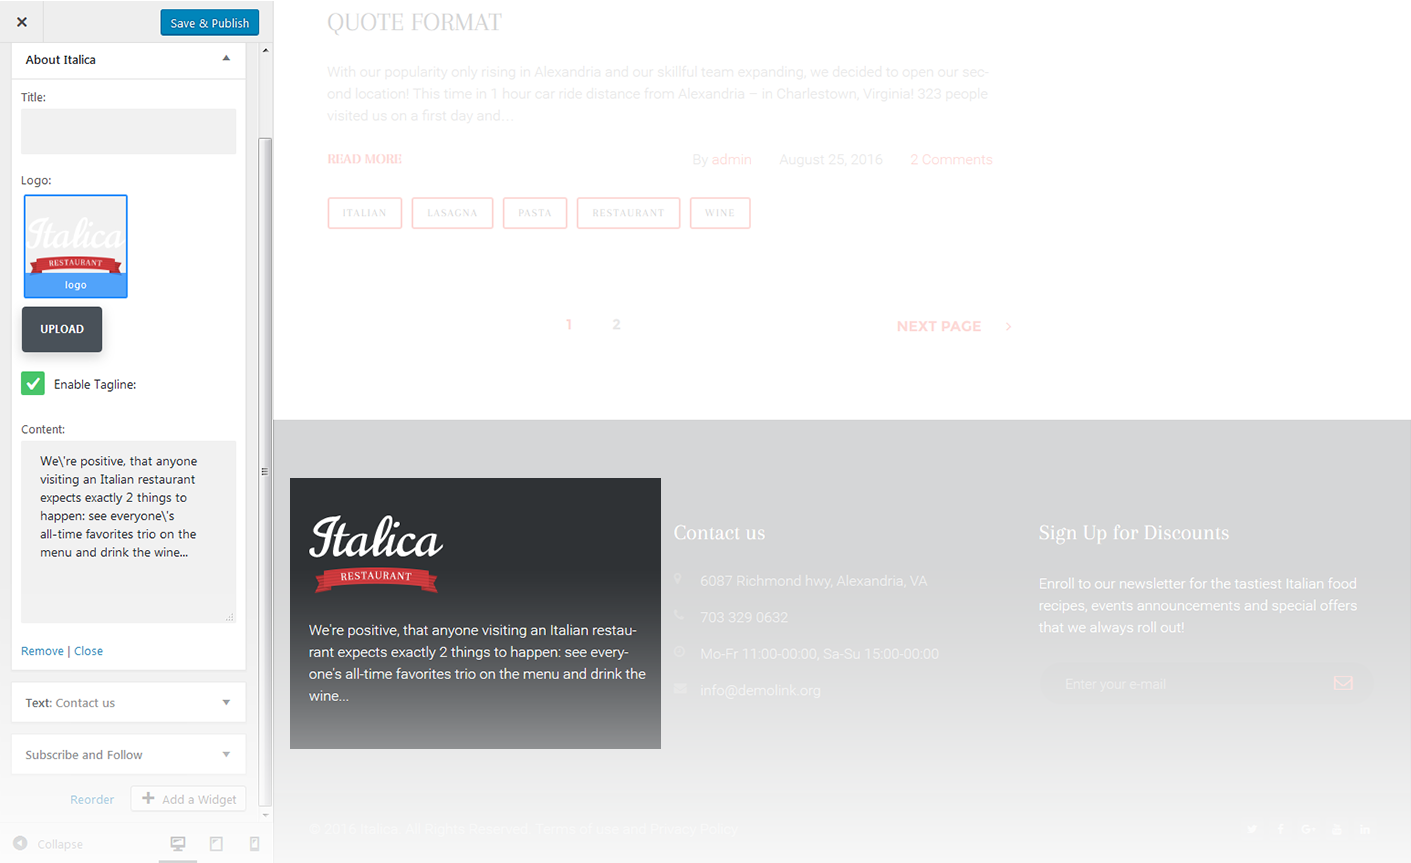 Save & Publish
About Italica
Title:
Logo:
Italica
RESTAURANT
logo
UPLOAD
Enable Tagline:
Content:
We\'re positive, that anyone
visiting an Italian restaurant
expects exactly 2 things to
happen: see everyone\'s
all-time favorites trio on the
menu and drink the wine...
Remove | Close
Text: Contact us
Subscribe and Follow
Reorder
Add a Widget
Collapse
QUOTE FORMAT
With our popularity only rising in Alexandria and our skillful team expanding, we decided to open our sec-
ond location! This time in 1 hour car ride distance from Alexandria – in Charlestown, Virginia! 323 people
visited us on a first day and...
READ MORE
By admin
August 25, 2016
2 Comments
ITALIAN
LASAGNA
PASTA
RESTAURANT
WINE
1
2
NEXT PAGE
Italica
RESTAURANT
We're positive, that anyone visiting an Italian restau-
rant expects exactly 2 things to happen: see every-
one's all-time favorites trio on the menu and drink the
wine...
Contact us
6087 Richmond hwy, Alexandria, VA
703 329 0632
Mo-Fr 11:00-00:00, Sa-Su 15:00-00:00
info@demolink.org
Sign Up for Discounts
Enroll to our newsletter for the tastiest Italian food
recipes, events announcements and special offers
that we always roll out!
Enter your e-mail
© 2016 Italica. All Rights Reserved. Terms of use and Privacy Policy